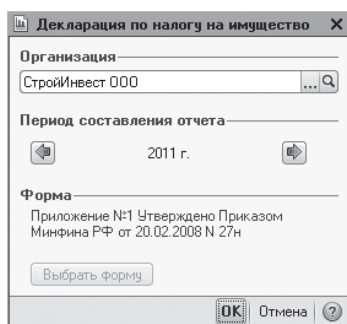 Декларация по налогу на имущество
Организация
СтройИнвест ООО
...
Период составления отчета
2011 г.
Форма
Приложение №1 Утверждено Приказом
Минфина РФ от 20.02.2008 N 27н
Выбрать форму
OK Отмена ?